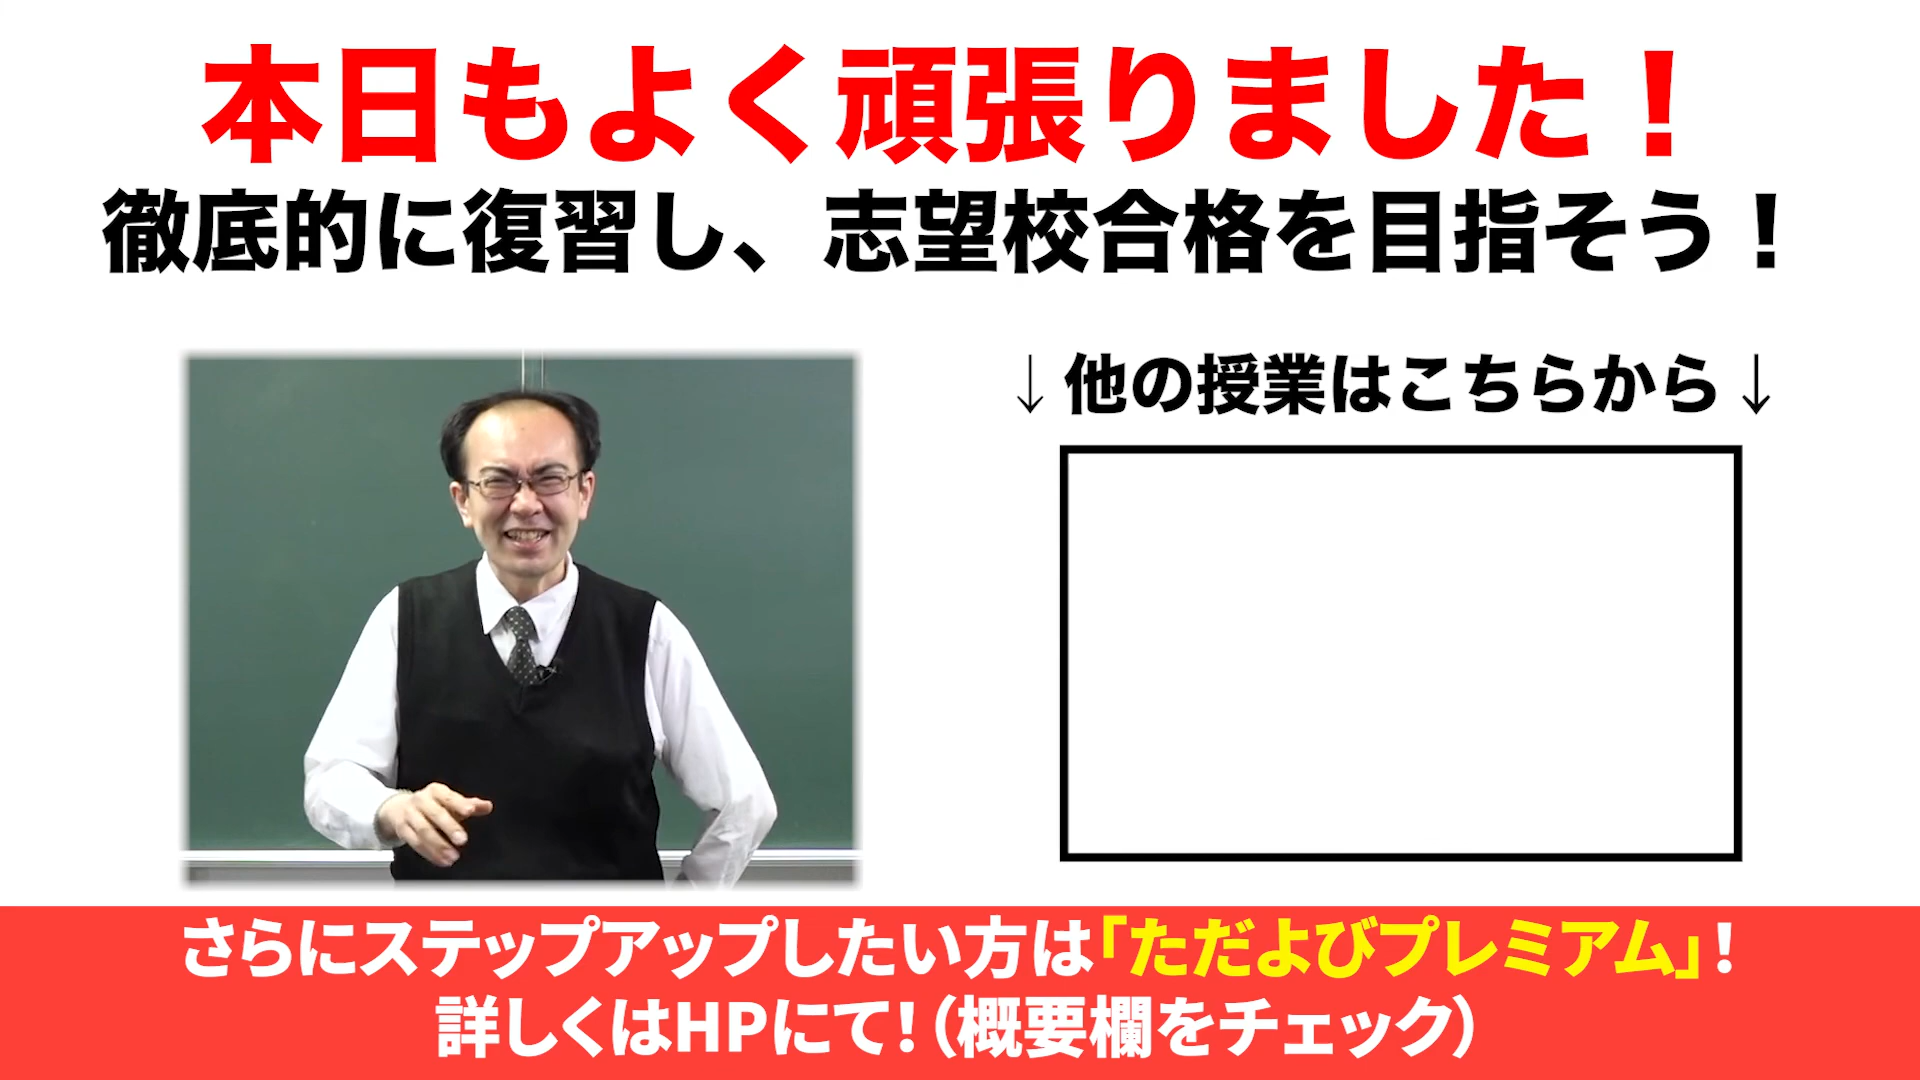 本日もよく頑張りました！
徹底的に復習し、志望校合格を目指そう！
↓他の授業はこちらから↓
さらにステップアップしたい方は「ただよびプレミアム」！
詳しくはHPにて！（概要欄をチェック）